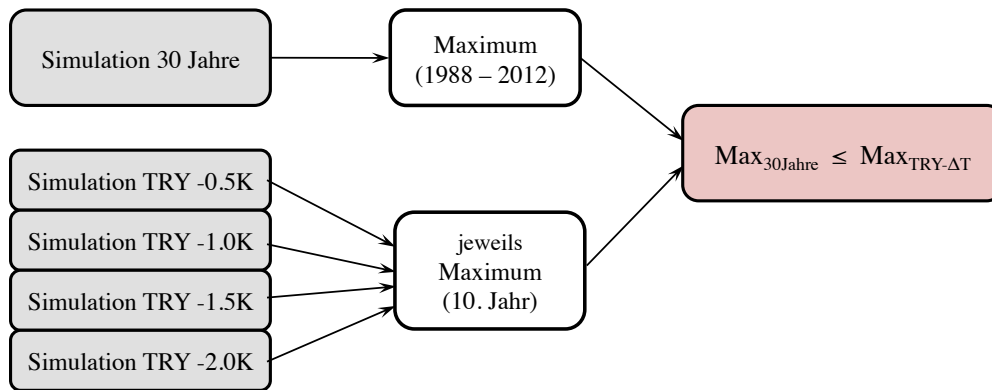 Simulation 30 Jahre
Maximum
(1988 – 2012)
Max30Jahre ≤ MaxTRY-ΔT
Simulation TRY -0.5K
Simulation TRY -1.0K
Simulation TRY -1.5K
Simulation TRY -2.0K
jeweils
Maximum
(10. Jahr)